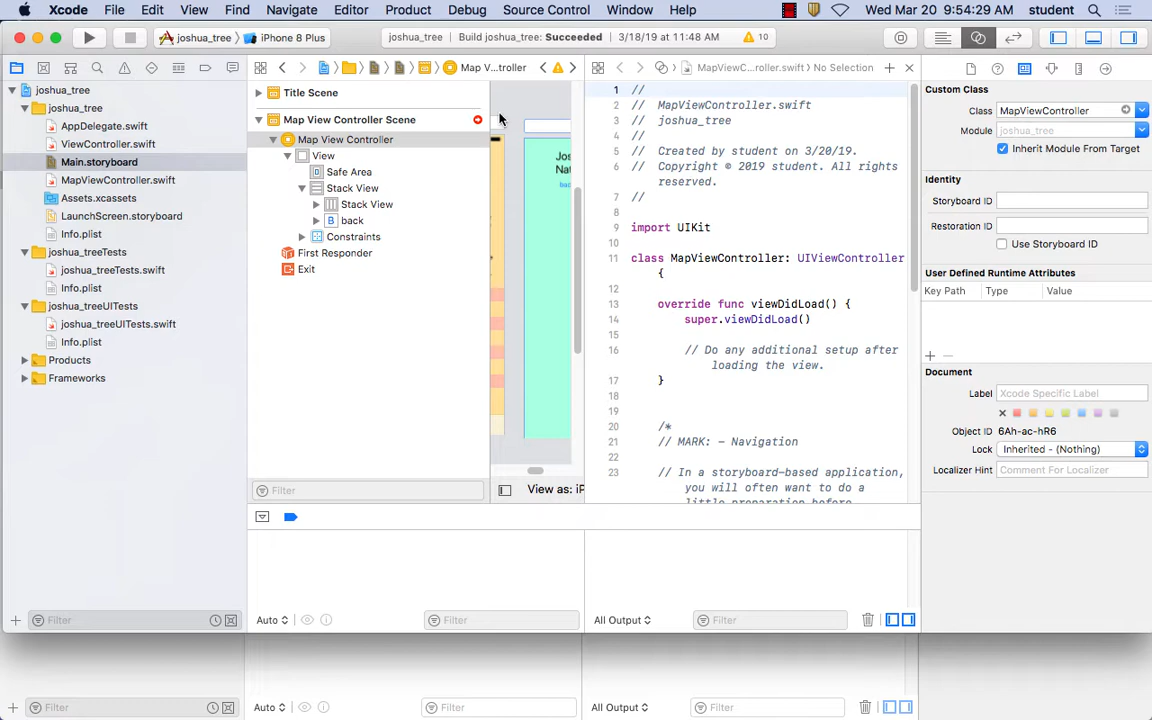 Xcode File Edit View Find Navigate Editor Product Debug Source Control Window Help Wed Mar 20 9:54:29 AM student
joshua_tree iPhone 8 Plus joshua_tree Build joshua_tree: Succeeded 3/18/19 at 11:48 AM 10
Map V...troller
MapViewC...roller.swift No Selection
joshua_tree
joshua_tree
AppDelegate.swift
ViewController.swift
Main.storyboard
MapViewController.swift
Assets.xcassets
LaunchScreen.storyboard
Info.plist
joshua_treeTests
joshua_treeTests.swift
Info.plist
joshua_treeUITests
joshua_treeUITests.swift
Info.plist
Products
Frameworks
Filter
Title Scene
Map View Controller Scene
Map View Controller
View
Safe Area
Stack View
Stack View
B back
Constraints
First Responder
Exit
Filter
Jos
Nat
View as: iP
1 //
2 // MapViewController.swift
3 // joshua_tree
4 //
5 // Created by student on 3/20/19.
6 // Copyright © 2019 student. All rights
reserved.
7 //
8
9 import UIKit
10
11 class MapViewController: UIViewController
{
12
13 override func viewDidLoad() {
14 super.viewDidLoad()
15
16 // Do any additional setup after
loading the view.
17 }
18
19
20 /*
21 // MARK: - Navigation
22
23 // In a storyboard-based application,
you will often want to do a
little preparation before
Custom Class
Class MapViewController
Module joshua_tree
Inherit Module From Target
Identity
Storyboard ID
Restoration ID
Use Storyboard ID
User Defined Runtime Attributes
Key Path Type Value
Document
Label Xcode Specific Label
Object ID 6Ah-ac-hR6
Lock Inherited - (Nothing)
Localizer Hint Comment For Localizer
Auto Filter All Output Filter
Filter Auto Filter All Output Filter